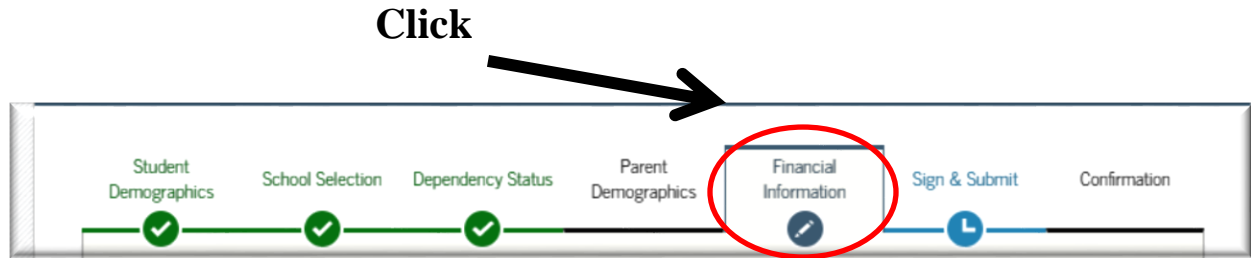 Click
Student
Demographics
School Selection
Dependency Status
Parent
Demographics
Financial
Information
Sign & Submit
Confirmation